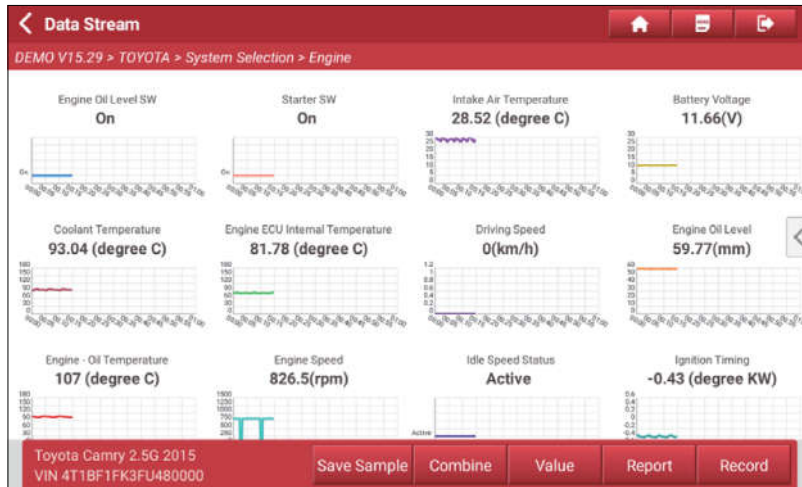 Data Stream
DEMO V15.29 > TOYOTA > System Selection > Engine
Engine Oil Level SW
On
Starter SW
On
Intake Air Temperature
28.52 (degree C)
Battery Voltage
11.66(V)
Coolant Temperature
93.04 (degree C)
Engine ECU Internal Temperature
81.78 (degree C)
Driving Speed
0(km/h)
Engine Oil Level
59.77(mm)
Engine - Oil Temperature
107 (degree C)
Engine Speed
826.5(rpm)
Idle Speed Status
Active
Ignition Timing
-0.43 (degree KW)
Active
Toyota Camry 2.5G 2015
VIN 4T1BF1FK3FU480000
Save Sample
Combine
Value
Report
Record